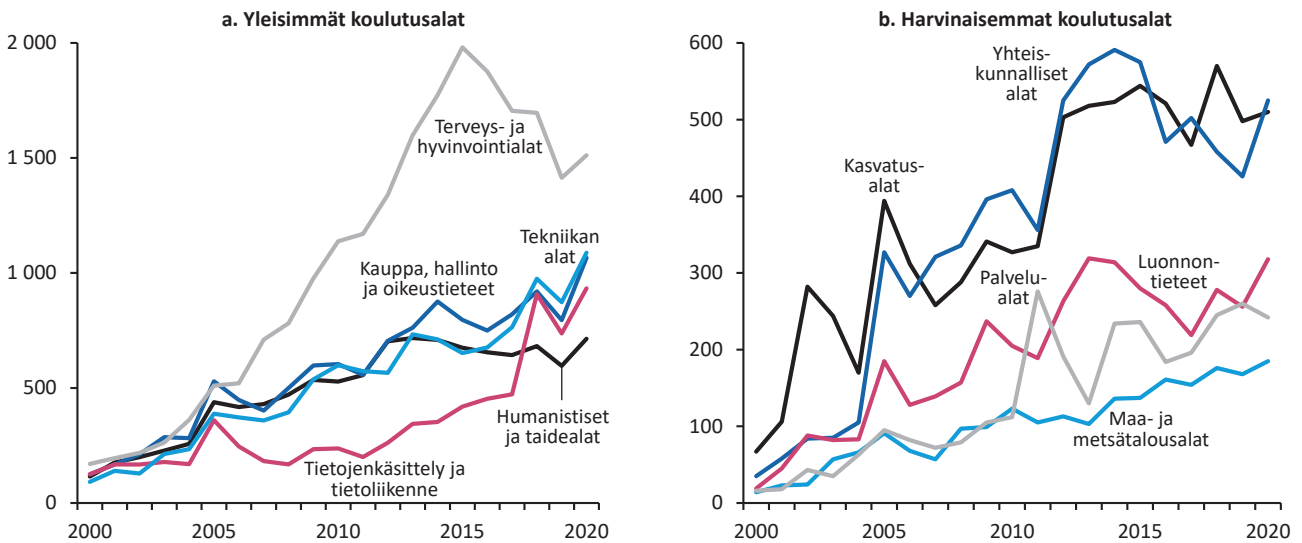 a. Yleisimmät koulutusalat
2 000
1 500
1 000
500
0
2000
2005
2010
2015
2020
Terveys- ja
hyvinvointialat
Tekniikan
alat
Kauppa, hallinto
ja oikeustieteet
Humanistiset
ja taidealat
Tietojenkäsittely ja
tietoliikenne
b. Harvinaisemmat koulutusalat
600
500
400
300
200
100
0
2000
2005
2010
2015
2020
Yhteis-
kunnalliset
alat
Kasvatus-
alat
Palvelu-
alat
Luonnon-
tieteet
Maa- ja
metsätalousalat